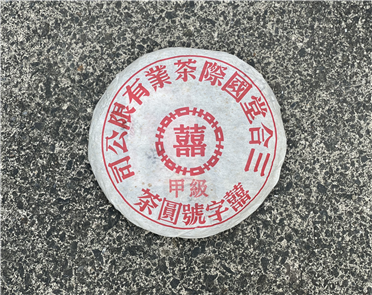 三合堂國際茶業有限公司
囍
甲級
囍字號圓茶